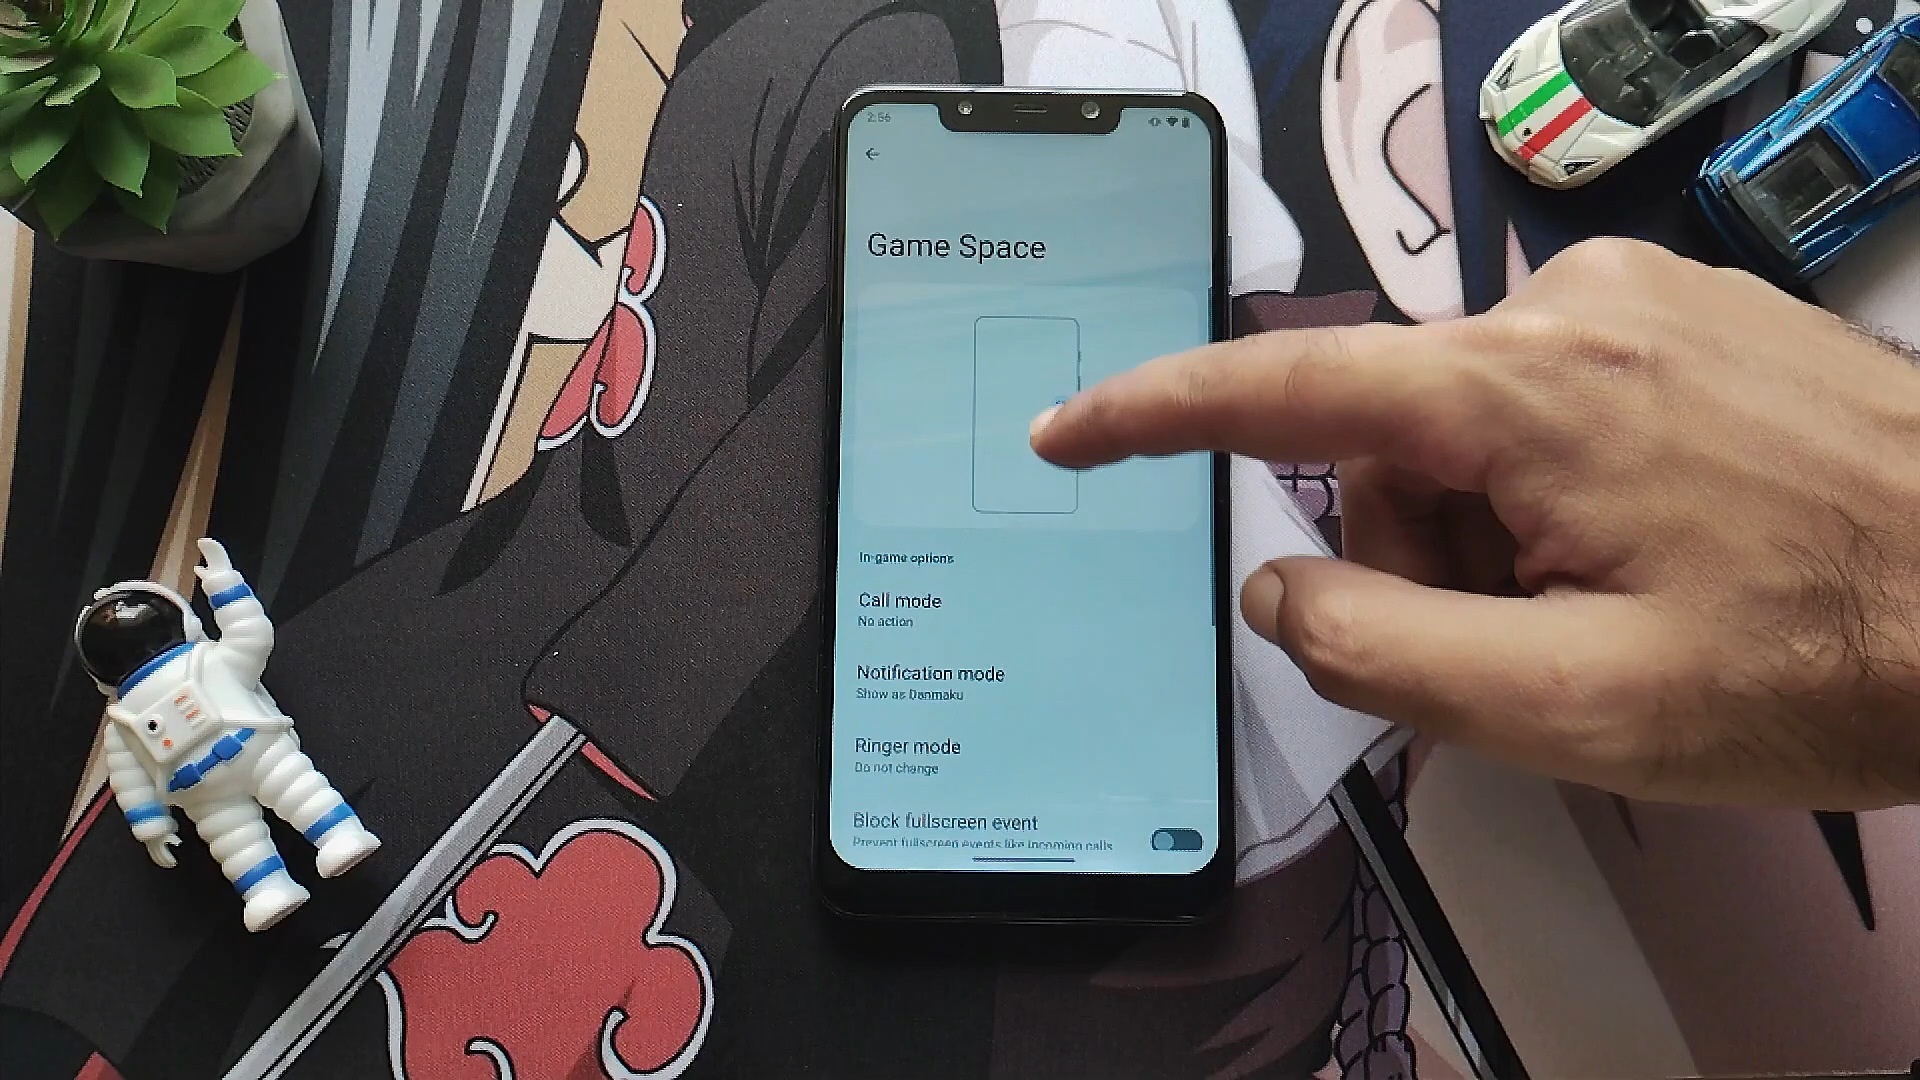 2:56
Game Space
In-game options
Call mode
No action
Notification mode
Show as Danmaku
Ringer mode
Do not change
Block fullscreen event
Prevent fullscreen events like incoming calls